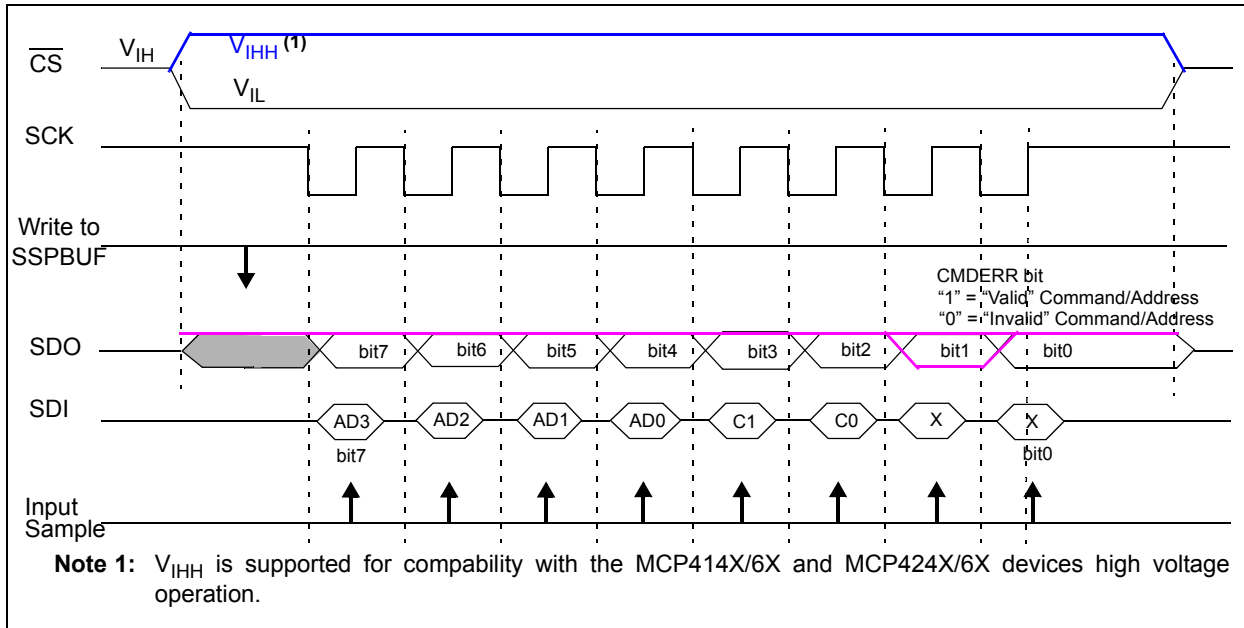 CS
VIH
VIHH (1)
VIL
SCK
Write to
SSPBUF
CMDERR bit
“1” = “Valid” Command/Address
“0” = “Invalid” Command/Address
SDO
bit7 bit6 bit5 bit4 bit3 bit2 bit1 bit0
SDI
AD3 AD2 AD1 AD0 C1 C0 X X
bit7 bit0
Input
Sample
Note 1: VIHH is supported for compability with the MCP414X/6X and MCP424X/6X devices high voltage
operation.